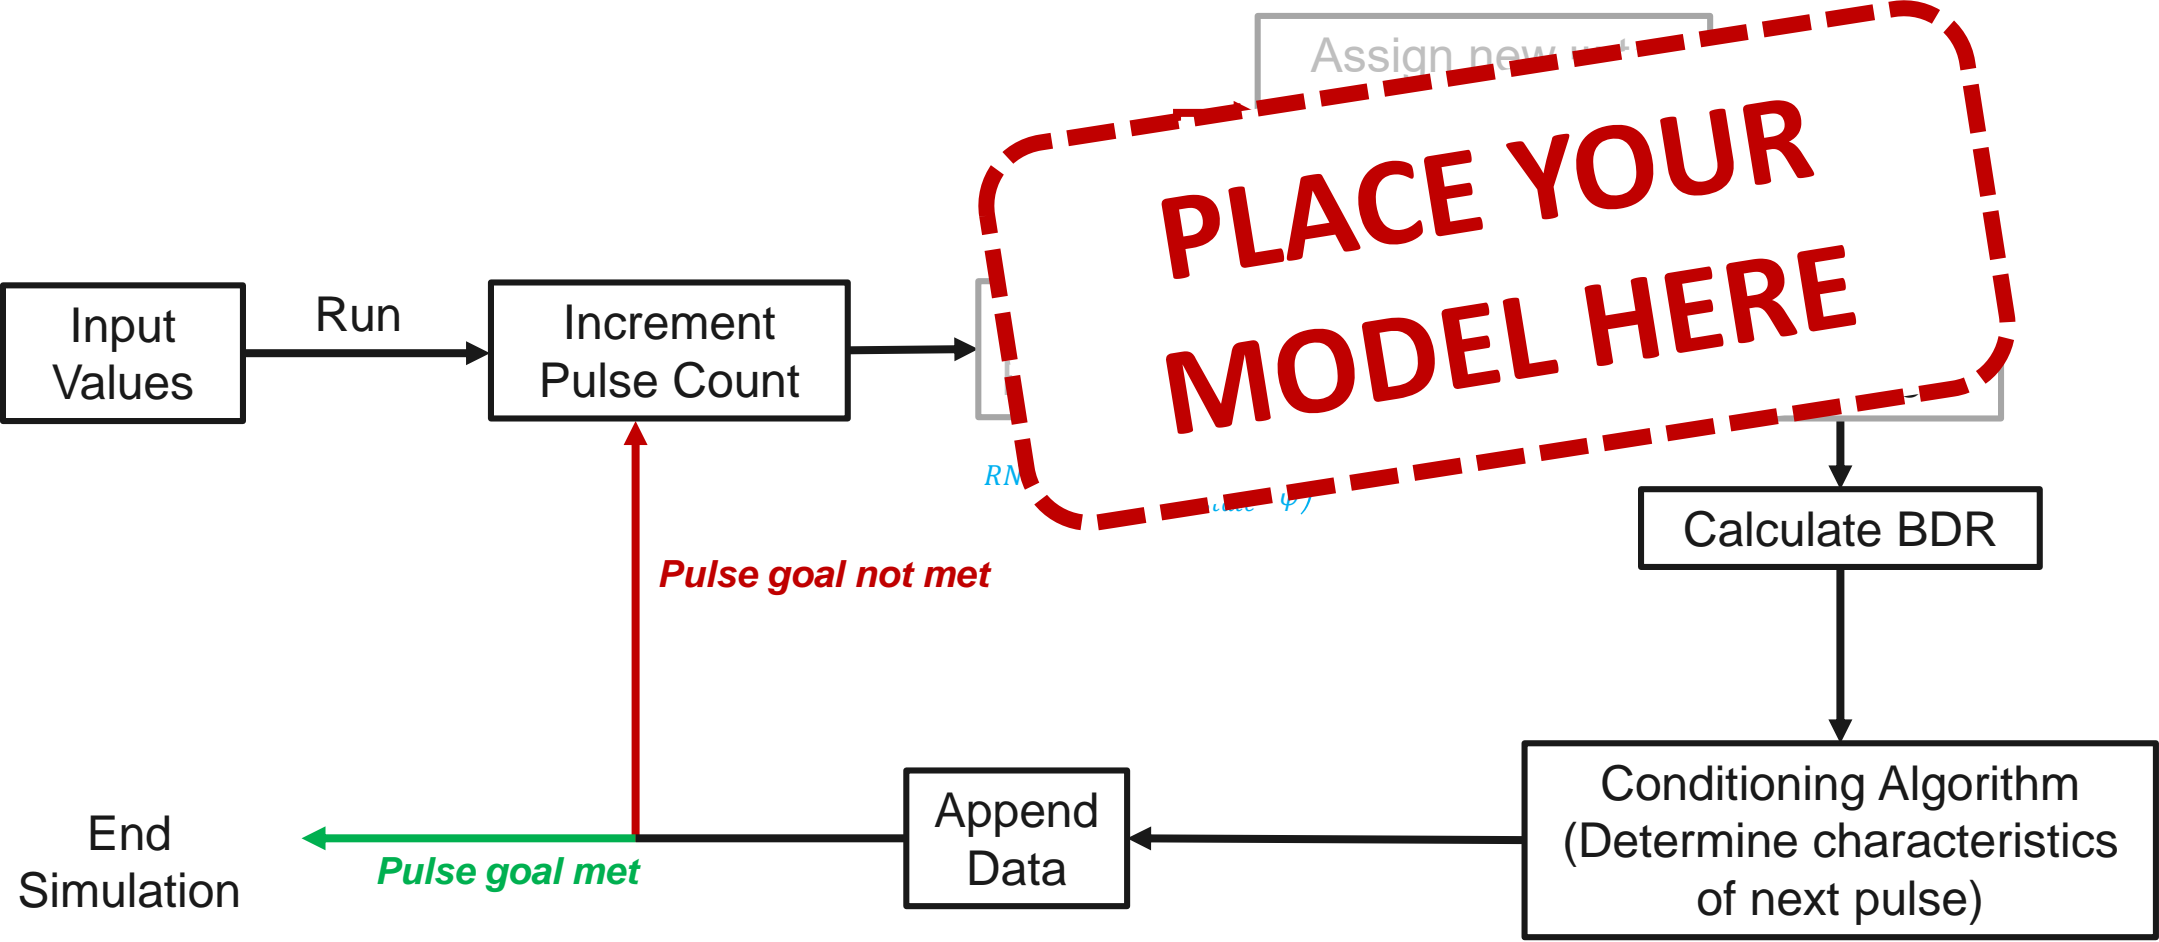 Assign new
PLACE YOUR
MODEL HERE
Input
Values
Run
Increment
Pulse Count
RN
Calculate BDR
Pulse goal not met
Conditioning Algorithm
(Determine characteristics
of next pulse)
Append
Data
Pulse goal met
End
Simulation